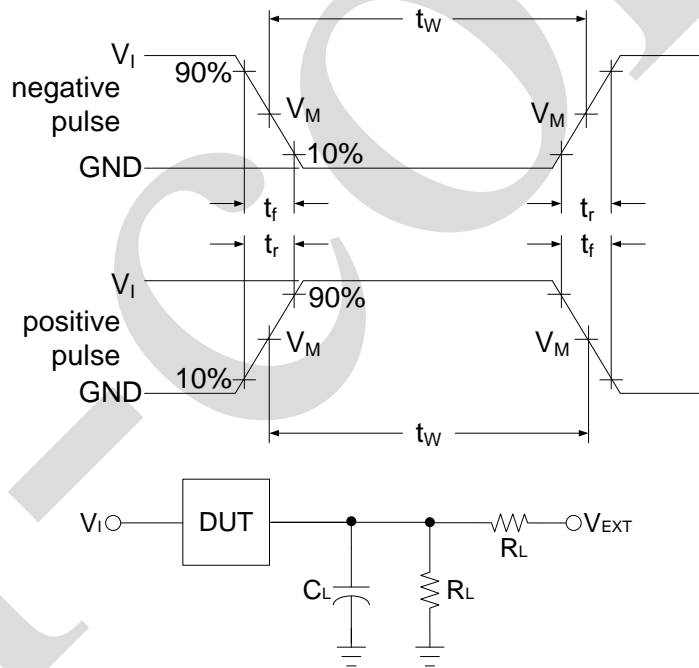 tW
VI
90%
negative
pulse
VM
VM
10%
GND
tf
tr
tr
tf
VI
90%
positive
pulse
VM
VM
10%
GND
tW
VI
DUT
VEXT
RL
CL
RL